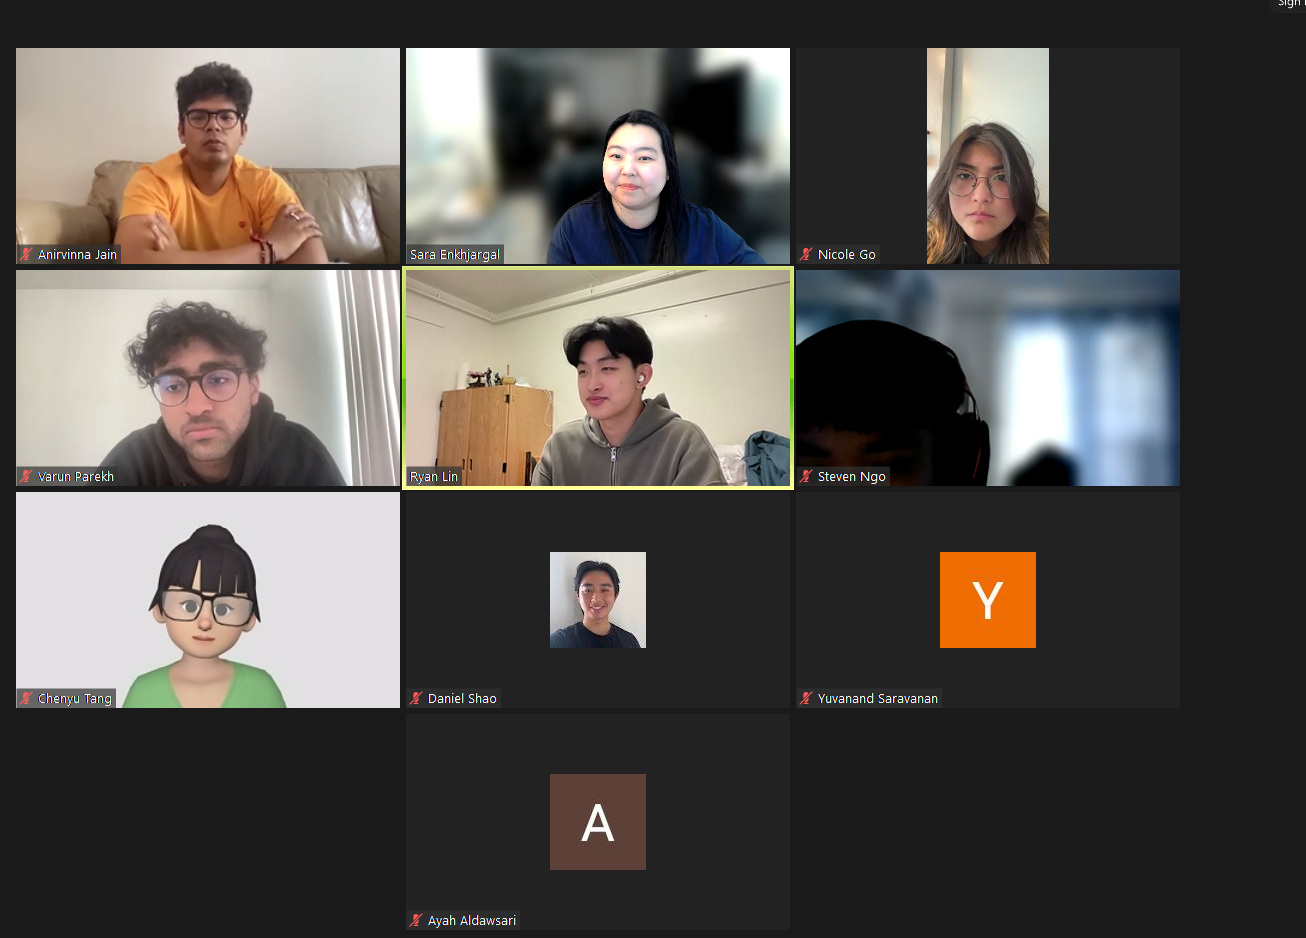 Sign
Anirvinna Jain
Sara Enkhjargal
Nicole Go
Varun Parekh
Ryan Lin
Steven Ngo
Chenyu Tang
Daniel Shao
Y
Yuvanand Saravanan
A
Ayah Aldawsari